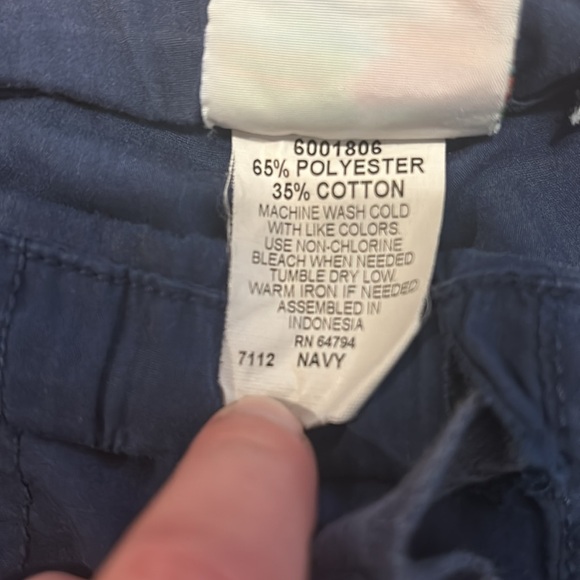 6001806
65% POLYESTER
35% COTTON
MACHINE WASH COLD
WITH LIKE COLORS.
USE NON-CHLORINE
BLEACH WHEN NEEDED
TUMBLE DRY LOW.
WARM IRON IF NEEDED
ASSEMBLED IN
INDONESIA
RN 64794
7112 NAVY